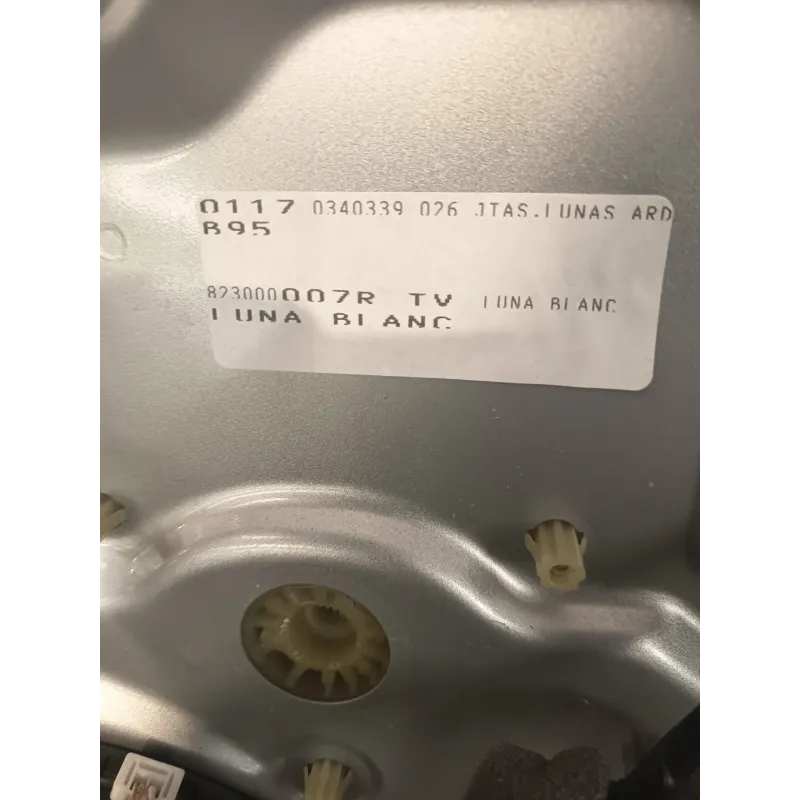 0117 0340339 026 JTAS.LUNAS ARD
B95
823000007R TV LUNA BLANC
LUNA BLANC